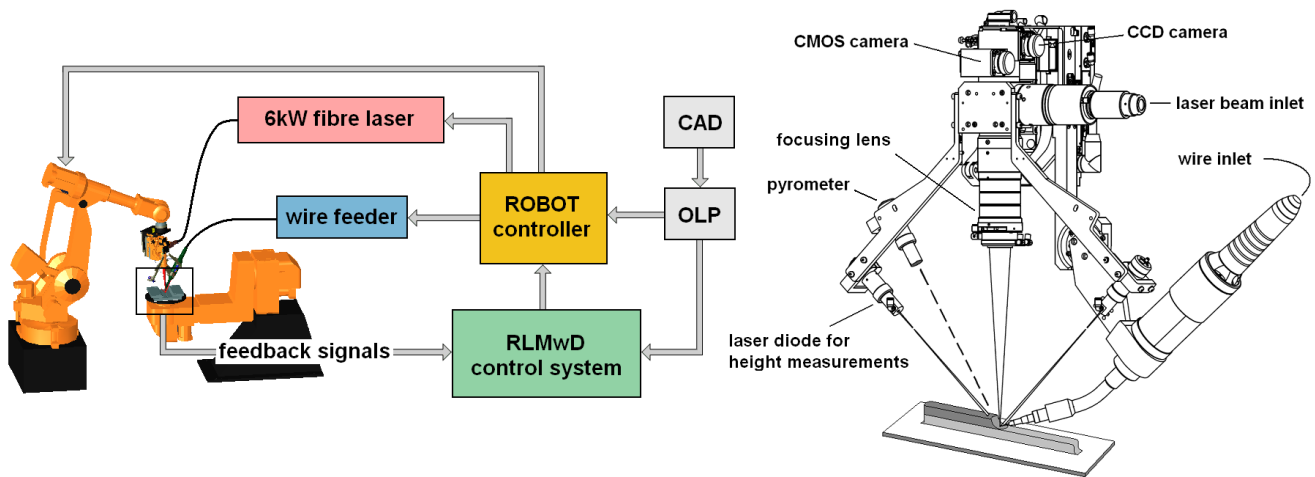 6kW fibre laser
CAD
wire feeder
ROBOT
controller
OLP
feedback signals
RLMwD
control system
CMOS camera
CCD camera
laser beam inlet
focusing lens
wire inlet
pyrometer
laser diode for
height measurements